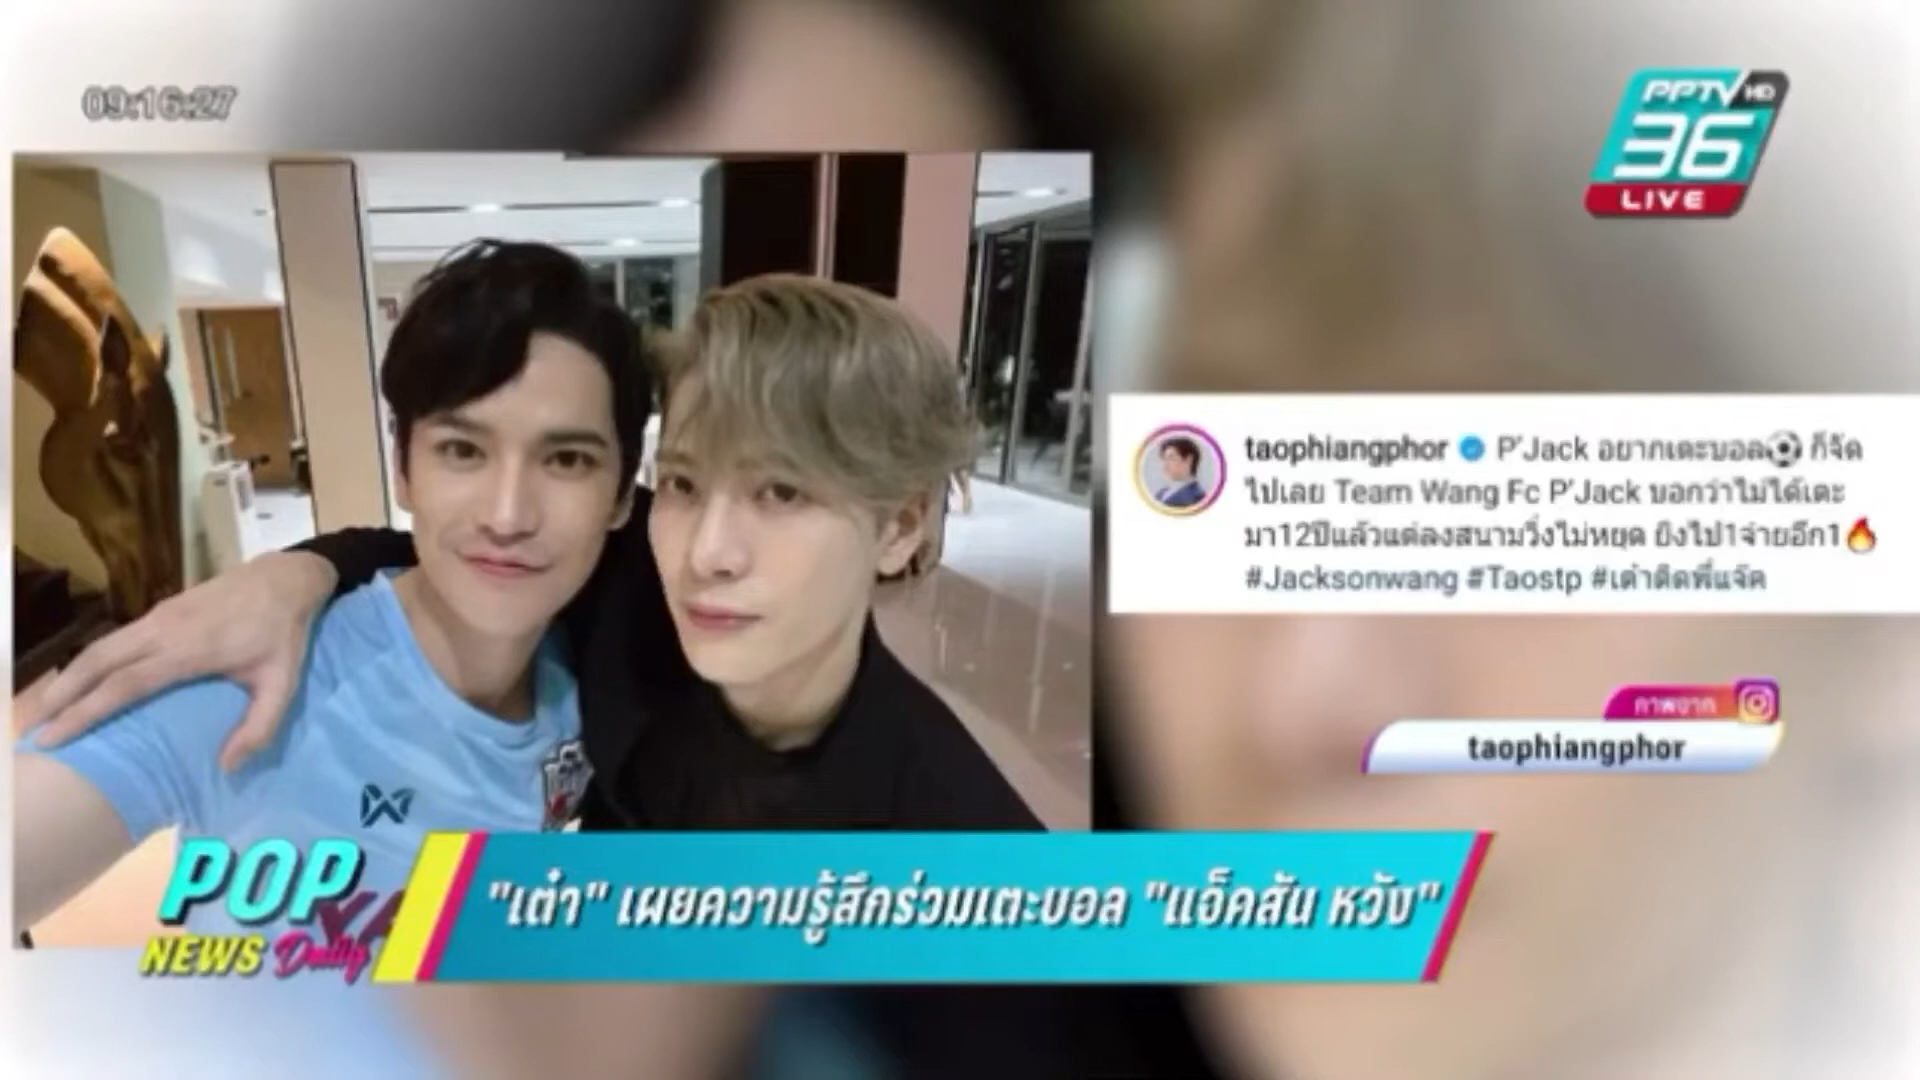 09:16:27
PPTV HD
36
LIVE
taophiangphor P'Jack อยากเตะบอล⚽ ก็จัด
ไปเลย Team Wang Fc P'Jack บอกว่าไม่ได้เตะ
มา12ปีแล้วแต่ลงสนามวิ่งไม่หยุด ยิงไป1จ่ายอีก1🔥
#Jacksonwang #Taostp #เต๋าติดพี่แจ๊ค
ภาพจาก
taophiangphor
POP
NEWS Daily
"เต๋า" เผยความรู้สึกร่วมเตะบอล "แอ็คสัน หวัง"